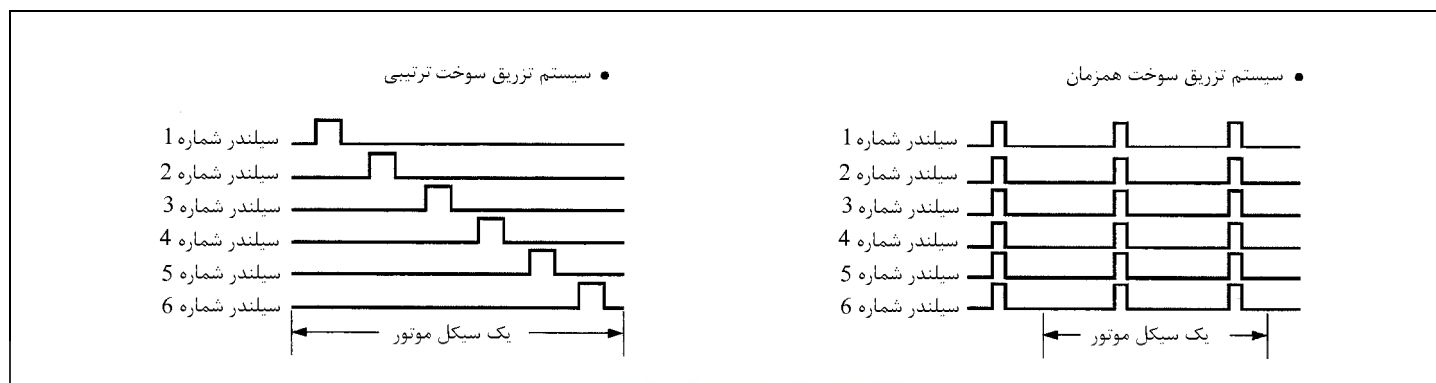 • سیستم تزریق سوخت همزمان
سیلندر شماره 1
سیلندر شماره 2
سیلندر شماره 3
سیلندر شماره 4
سیلندر شماره 5
سیلندر شماره 6
یک سیکل موتور
• سیستم تزریق سوخت ترتیبی
سیلندر شماره 1
سیلندر شماره 2
سیلندر شماره 3
سیلندر شماره 4
سیلندر شماره 5
سیلندر شماره 6
یک سیکل موتور